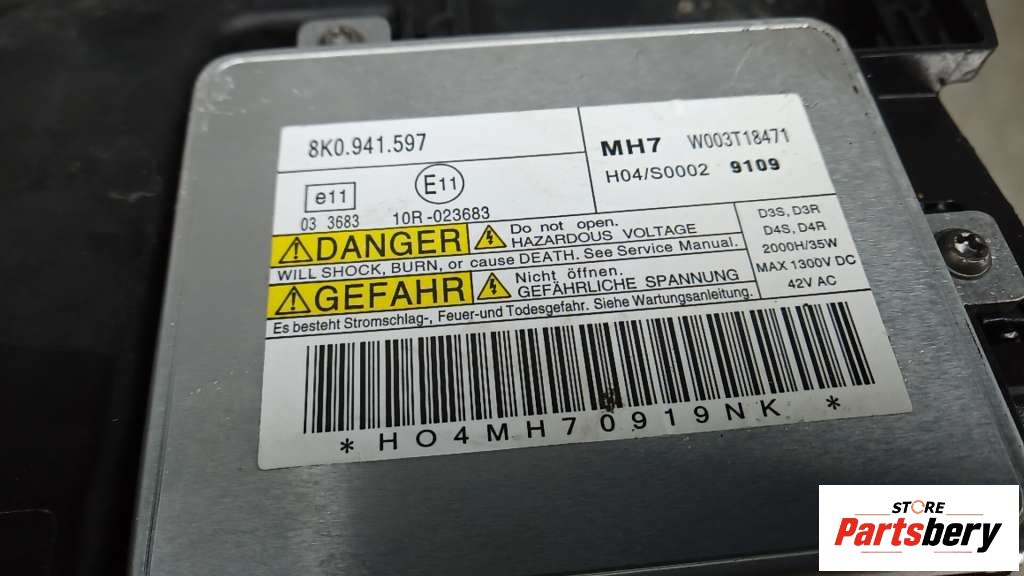 8K0.941.597
MH7 W003T18471
H04/S0002 9109
e11
E11
03 3683 10R-023683
DANGER
Do not open.
HAZARDOUS VOLTAGE
WILL SHOCK, BURN, or cause DEATH. See Service Manual.
GEFAHR
Nicht öffnen.
GEFÄHRLICHE SPANNUNG
Es besteht Stromschlag-, Feuer-und Todesgefahr. Siehe Wartungsanleitung.
D3S, D3R
D4S, D4R
2000H/35W
MAX 1300V DC
42V AC
*HO4MH70919NK*
STORE
Partsbery